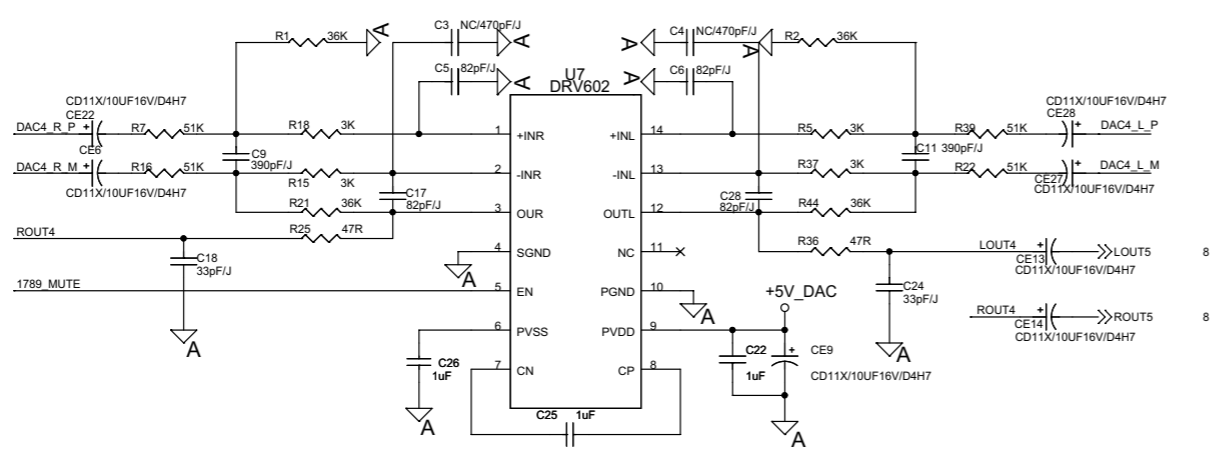 C3 NC/470pF/J
C4 NC/470pF/J
R1 36K
A
A
A
A
R2 36K
C5 82pF/J
A
A
C6 82pF/J
U7
DRV602
CD11X/10UF16V/D4H7
CE22
CD11X/10UF16V/D4H7
CE28
DAC4_R_P + R7 51K R18 3K 1 +INR +INL 14 R5 3K R39 51K + DAC4_L_P
CE6
C9
390pF/J
C11 390pF/J
DAC4_R_M + R16 51K R15 3K 2 -INR -INL 13 R37 3K R22 51K + DAC4_L_M
CE27
CD11X/10UF16V/D4H7
CD11X/10UF16V/D4H7
C17
82pF/J
C28
82pF/J
R21 36K 3 OUR OUTL 12 R44 36K
ROUT4 R25 47R
4 SGND NC 11 R36 47R LOUT4 + LOUT5 8
CE13
CD11X/10UF16V/D4H7
C18
33pF/J
A
1789_MUTE 5 EN PGND 10
A
+5V_DAC
C24
33pF/J
ROUT4 + ROUT5 8
CE14
CD11X/10UF16V/D4H7
A
6 PVSS PVDD 9
A
C26
1uF
C22
1uF
+ CE9
CD11X/10UF16V/D4H7
7 CN CP 8
A
C25 1uF
A